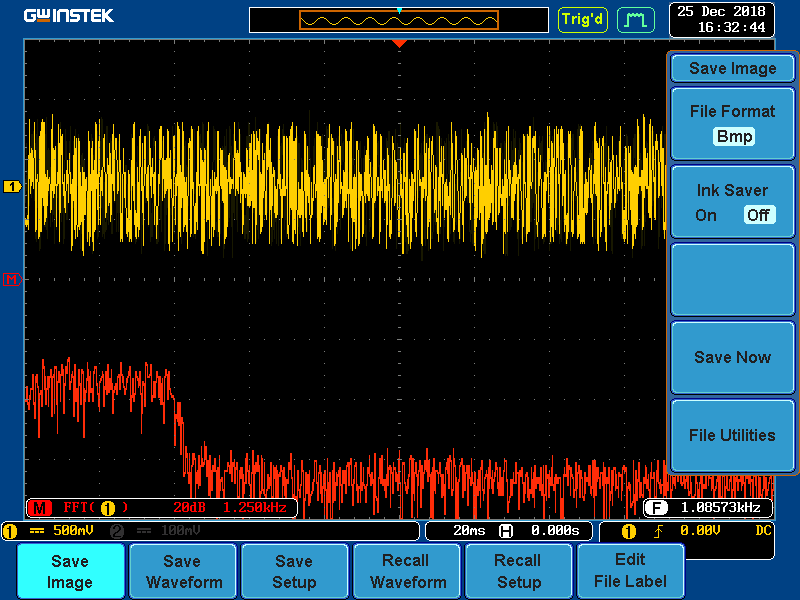 GWINSTEK
Trig'd
25 Dec 2018
16:32:44
Save Image
File Format
Bmp
Ink Saver
On Off
Save Now
File Utilities
1
M
M FFT( 1 ) 20dB 1.250kHz
F 1.08573kHz
1 500mV 2 100mV
20ms H 0.000s
1 0.00V DC
Save Image
Save Waveform
Save Setup
Recall Waveform
Recall Setup
Edit File Label